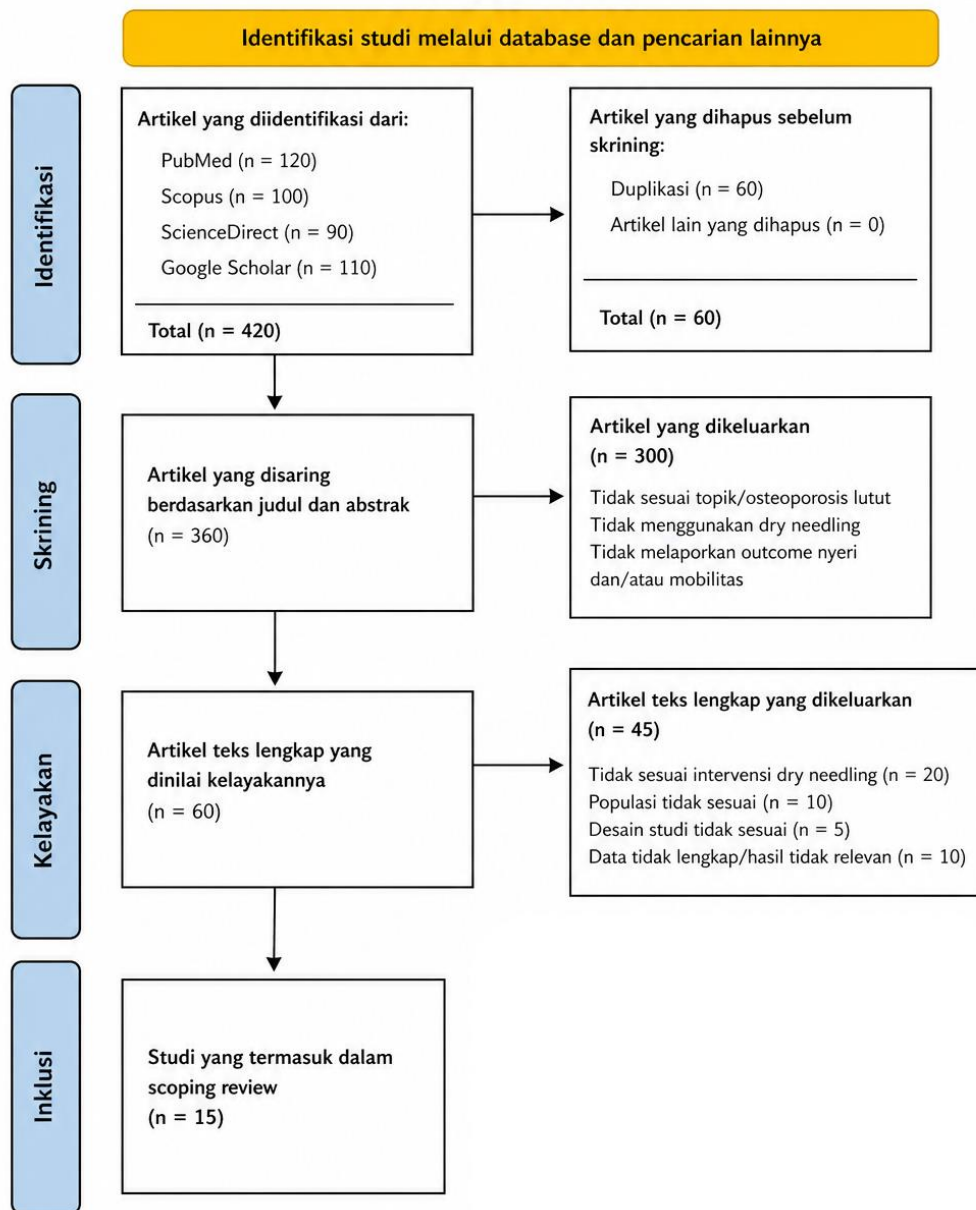 Identifikasi studi melalui database dan pencarian lainnya
Identifikasi
Artikel yang diidentifikasi dari:
PubMed (n = 120)
Scopus (n = 100)
ScienceDirect (n = 90)
Google Scholar (n = 110)
Total (n = 420)
Artikel yang dihapus sebelum
skrining:
Duplikasi (n = 60)
Artikel lain yang dihapus (n = 0)
Total (n = 60)
Skrining
Artikel yang disaring
berdasarkan judul dan abstrak
(n = 360)
Artikel yang dikeluarkan
(n = 300)
Tidak sesuai topik/osteoporosis lutut
Tidak menggunakan dry needling
Tidak melaporkan outcome nyeri
dan/atau mobilitas
Kelayakan
Artikel teks lengkap yang
dinilai kelayakannya
(n = 60)
Artikel teks lengkap yang dikeluarkan
(n = 45)
Tidak sesuai intervensi dry needling (n = 20)
Populasi tidak sesuai (n = 10)
Desain studi tidak sesuai (n = 5)
Data tidak lengkap/hasil tidak relevan (n = 10)
Inklusi
Studi yang termasuk dalam
scoping review
(n = 15)